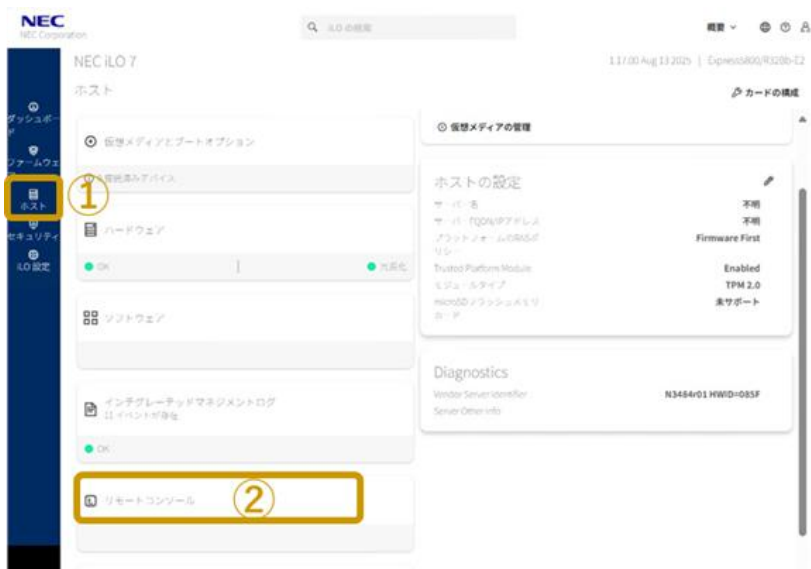 NEC
NEC Corporation
iLO の検索
概要
NEC iLO 7
1.17.00 Aug 13 2025 | Express5800/R320b-E2
ホスト
カードの構成
ダッシュボー
ド
ファームウェ
ア
ホスト
セキュリティ
iLO 設定
①
仮想メディアとブートオプション
接続済みデバイス
ハードウェア
OK
冗長化
ソフトウェア
インテグレーテッドマネジメントログ
11 イベントが存在
OK
リモートコンソール
②
仮想メディアの管理
ホストの設定
サーバー名 不明
サーバーFQDN/IPアドレス 不明
プラットフォームのRASポ
リシー Firmware First
Trusted Platform Module Enabled
モジュールタイプ TPM 2.0
microSDフラッシュメモリ
カード 未サポート
Diagnostics
Vendor Server Identifier N3484r01 HWID=085F
Server Other Info